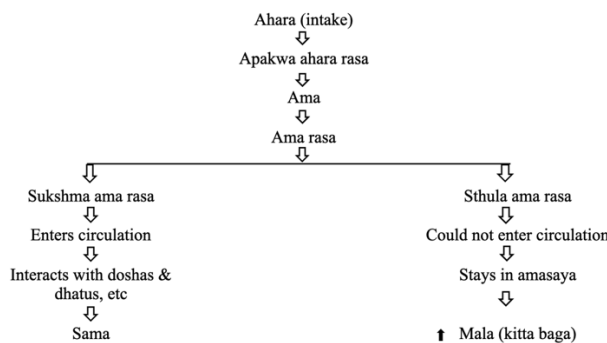 Ahara (intake)
Apakwa ahara rasa
Ama
Ama rasa
Sukshma ama rasa
Enters circulation
Interacts with doshas &
dhatus, etc
Sama
Sthula ama rasa
Could not enter circulation
Stays in amasaya
Mala (kitta baga)